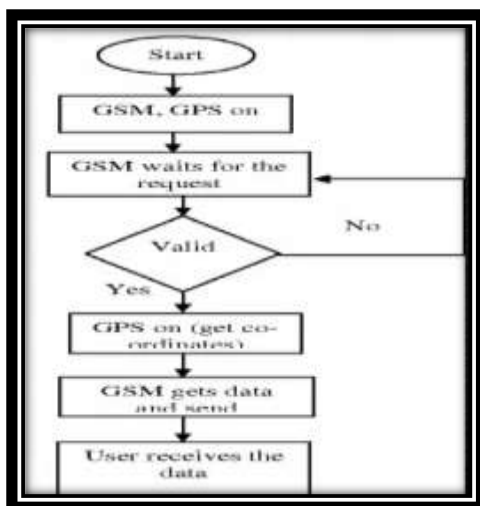 Start
GSM, GPS on
GSM waits for the
request
No
Valid
Yes
GPS on (get co-
ordinates)
GSM gets data
and send
User receives the
data